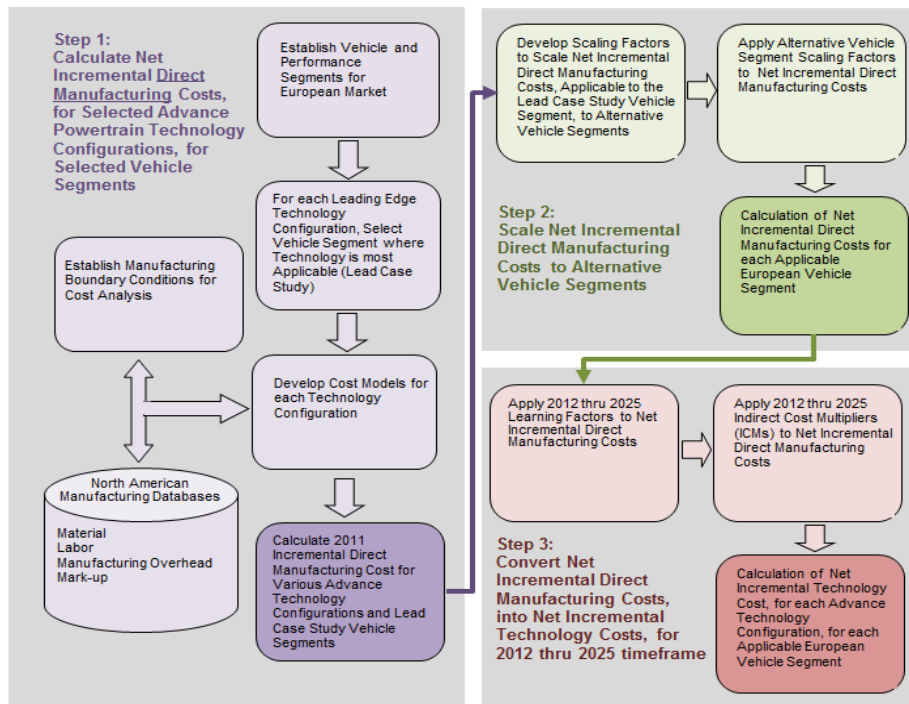 Step 1:
Calculate Net
Incremental Direct
Manufacturing Costs,
for Selected Advance
Powertrain Technology
Configurations, for
Selected Vehicle
Segments
Establish Vehicle and
Performance
Segments for
European Market
For each Leading Edge
Technology
Configuration, Select
Vehicle Segment where
Technology is most
Applicable (Lead Case
Study)
Establish Manufacturing
Boundary Conditions for
Cost Analysis
Develop Cost Models for
each Technology
Configuration
North American
Manufacturing Databases
Material
Labor
Manufacturing Overhead
Mark-up
Calculate 2011
Incremental Direct
Manufacturing Cost for
Various Advance
Technology
Configurations and Lead
Case Study Vehicle
Segments
Develop Scaling Factors
to Scale Net Incremental
Direct Manufacturing
Costs, Applicable to the
Lead Case Study Vehicle
Segment, to Alternative
Vehicle Segments
Apply Alternative Vehicle
Segment Scaling Factors
to Net Incremental Direct
Manufacturing Costs
Step 2:
Scale Net Incremental
Direct Manufacturing
Costs to Alternative
Vehicle Segments
Calculation of Net
Incremental Direct
Manufacturing Costs for
each Applicable
European Vehicle
Segment
Apply 2012 thru 2025
Learning Factors to Net
Incremental Direct
Manufacturing Costs
Apply 2012 thru 2025
Indirect Cost Multipliers
(ICMs) to Net Incremental
Direct Manufacturing
Costs
Step 3:
Convert Net
Incremental Direct
Manufacturing Costs,
into Net Incremental
Technology Costs, for
2012 thru 2025 timeframe
Calculation of Net
Incremental Technology
Cost, for each Advance
Technology
Configuration, for each
Applicable European
Vehicle Segment